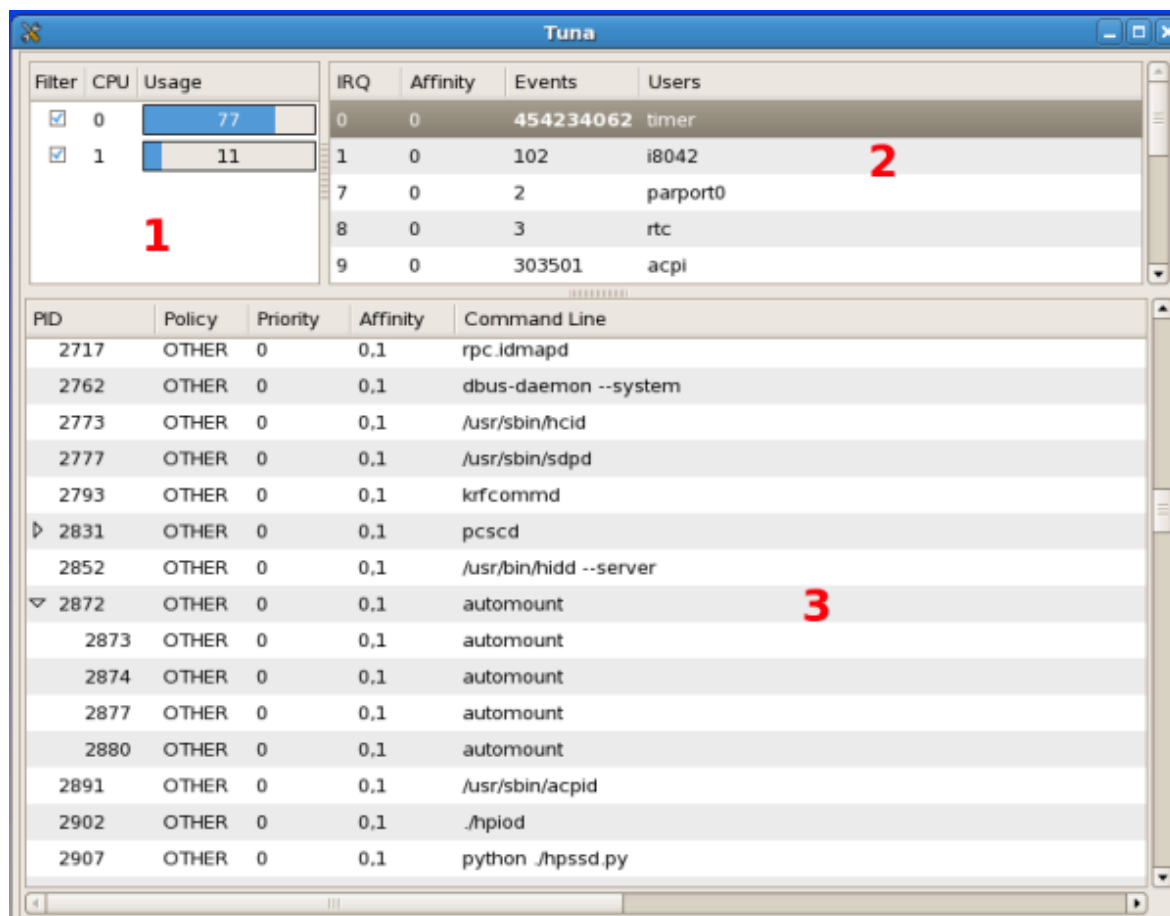 Tuna
Filter CPU Usage
0 77
1 11
1
IRQ Affinity Events Users
0 0 454234062 timer
1 0 102 i8042
2
7 0 2 parport0
8 0 3 rtc
9 0 303501 acpi
PID Policy Priority Affinity Command Line
2717 OTHER 0 0,1 rpc.idmapd
2762 OTHER 0 0,1 dbus-daemon --system
2773 OTHER 0 0,1 /usr/sbin/hcid
2777 OTHER 0 0,1 /usr/sbin/sdpd
2793 OTHER 0 0,1 krfcommd
2831 OTHER 0 0,1 pcscd
2852 OTHER 0 0,1 /usr/bin/hidd --server
2872 OTHER 0 0,1 automount
3
2873 OTHER 0 0,1 automount
2874 OTHER 0 0,1 automount
2877 OTHER 0 0,1 automount
2880 OTHER 0 0,1 automount
2891 OTHER 0 0,1 /usr/sbin/acpid
2902 OTHER 0 0,1 ./hpiod
2907 OTHER 0 0,1 python ./hpssd.py